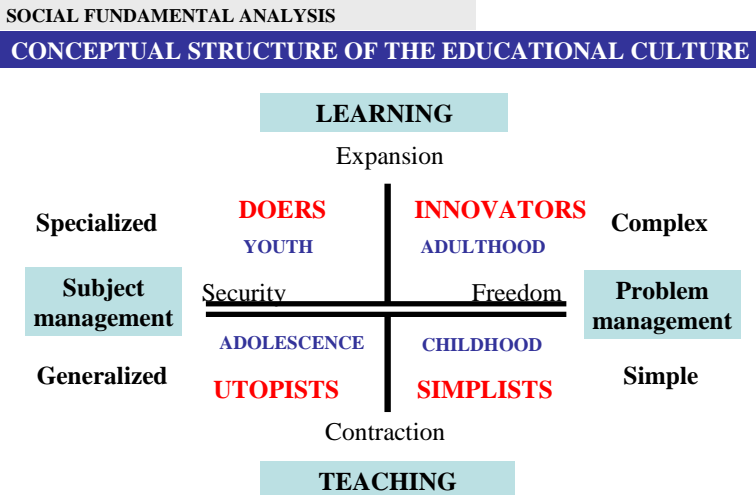 SOCIAL FUNDAMENTAL ANALYSIS
CONCEPTUAL STRUCTURE OF THE EDUCATIONAL CULTURE
LEARNING
Expansion
Specialized
DOERS
INNOVATORS
Complex
YOUTH
ADULTHOOD
Subject
management
Security
Freedom
Problem
management
ADOLESCENCE
CHILDHOOD
Generalized
UTOPISTS
SIMPLISTS
Simple
Contraction
TEACHING